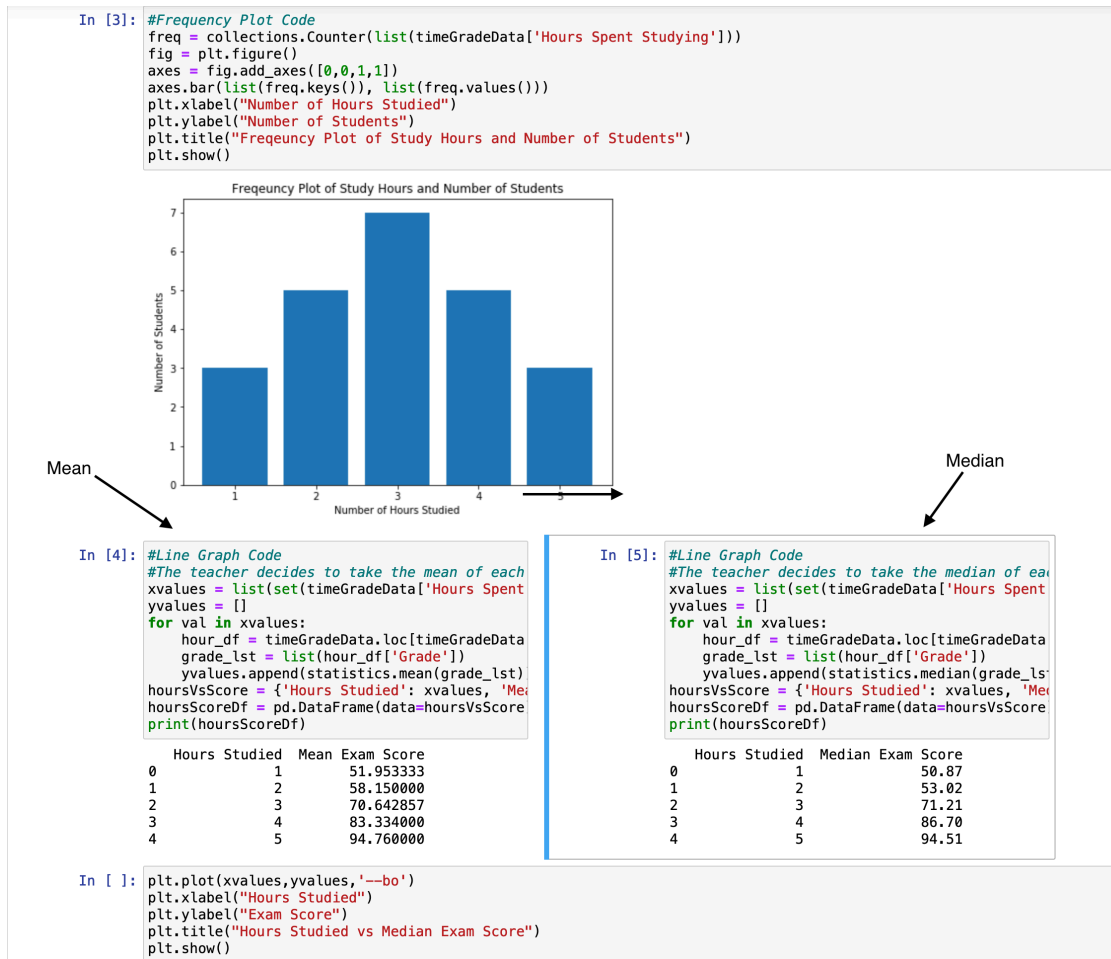 In [3]: #Frequency Plot Code
freq = collections.Counter(list(timeGradeData['Hours Spent Studying']))
fig = plt.figure()
axes = fig.add_axes([0,0,1,1])
axes.bar(list(freq.keys()), list(freq.values()))
plt.xlabel("Number of Hours Studied")
plt.ylabel("Number of Students")
plt.title("Freqeuncy Plot of Study Hours and Number of Students")
plt.show()
Freqeuncy Plot of Study Hours and Number of Students
Number of Students
7
6
5
4
3
2
1
0
1 2 3 4 5
Number of Hours Studied
Mean
Median
In [4]: #Line Graph Code
#The teacher decides to take the mean of each
xvalues = list(set(timeGradeData['Hours Spent
yvalues = []
for val in xvalues:
hour_df = timeGradeData.loc[timeGradeData
grade_lst = list(hour_df['Grade'])
yvalues.append(statistics.mean(grade_lst)
hoursVsScore = {'Hours Studied': xvalues, 'Mea
hoursScoreDf = pd.DataFrame(data=hoursVsScore
print(hoursScoreDf)
Hours Studied Mean Exam Score
0 1 51.953333
1 2 58.150000
2 3 70.642857
3 4 83.334000
4 5 94.760000
In [5]: #Line Graph Code
#The teacher decides to take the median of eac
xvalues = list(set(timeGradeData['Hours Spent
yvalues = []
for val in xvalues:
hour_df = timeGradeData.loc[timeGradeData
grade_lst = list(hour_df['Grade'])
yvalues.append(statistics.median(grade_lst
hoursVsScore = {'Hours Studied': xvalues, 'Med
hoursScoreDf = pd.DataFrame(data=hoursVsScore
print(hoursScoreDf)
Hours Studied Median Exam Score
0 1 50.87
1 2 53.02
2 3 71.21
3 4 86.70
4 5 94.51
In [ ]: plt.plot(xvalues,yvalues,'--bo')
plt.xlabel("Hours Studied")
plt.ylabel("Exam Score")
plt.title("Hours Studied vs Median Exam Score")
plt.show()